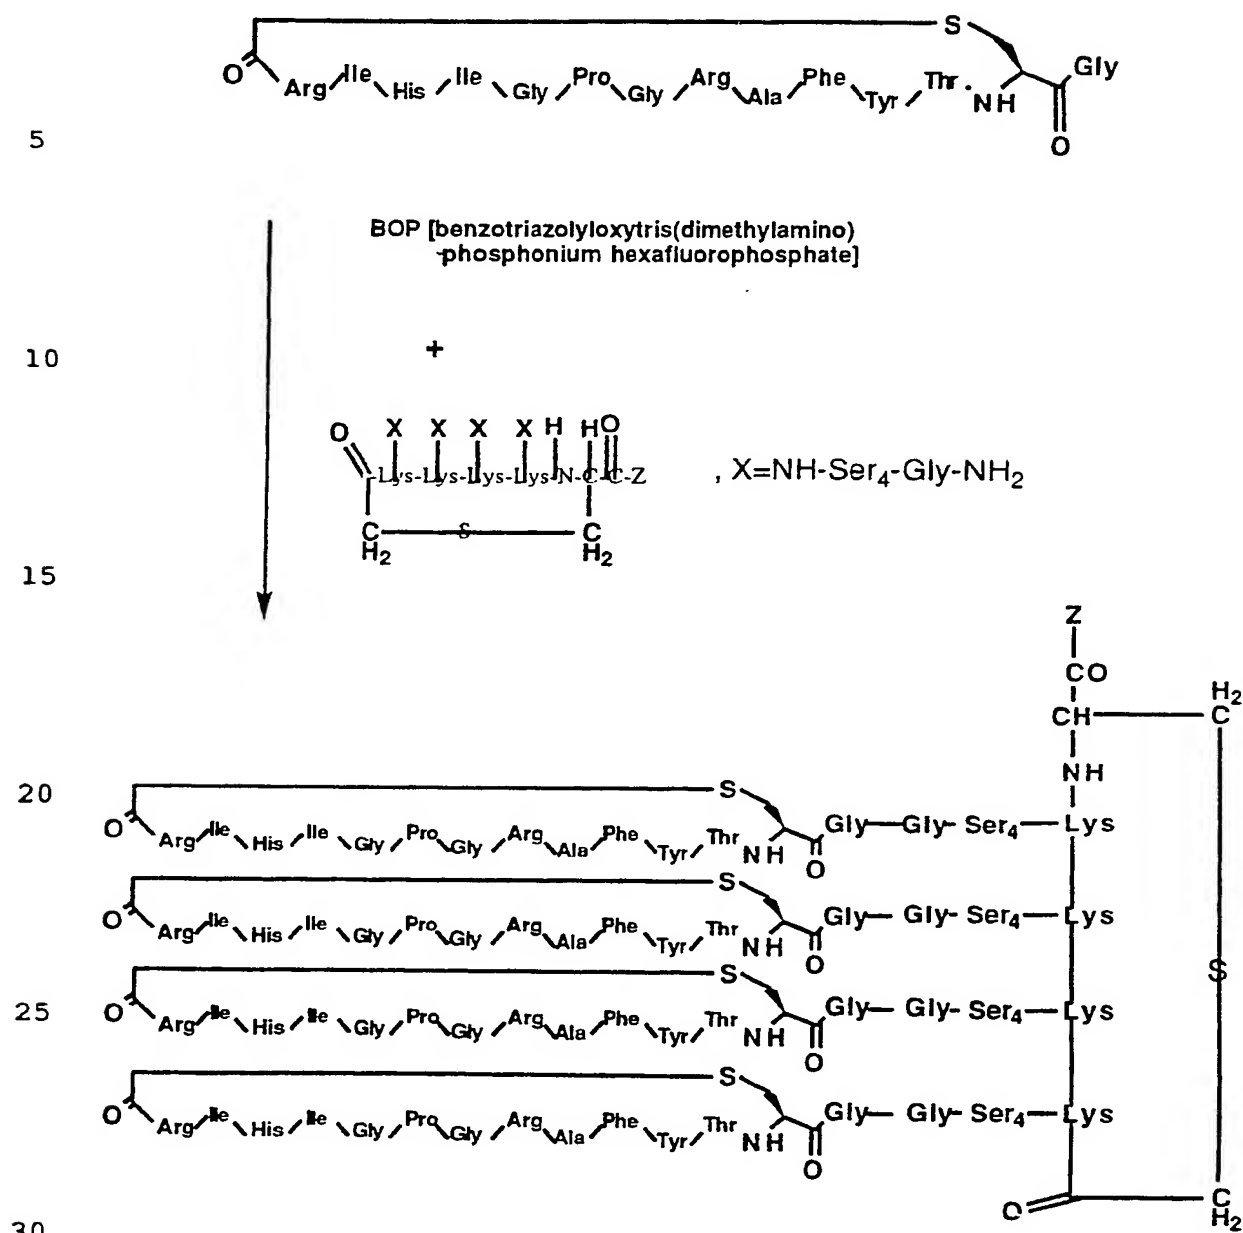 S
O Arg Ile His Ile Gly Pro Gly Arg Ala Phe Tyr Thr NH Gly
O
5
BOP [benzotriazolyloxytris(dimethylamino)
-phosphonium hexafluorophosphate]
10
+
O X X X X H H O
-Lys-Lys-Lys-Lys-N-C-C-Z , X=NH-Ser4-Gly-NH2
C S C
H2 H2
15
Z
CO
H2
CH C
NH
20
S
O Arg Ile His Ile Gly Pro Gly Arg Ala Phe Tyr Thr NH Gly—Gly- Ser4—Lys
O
S
O Arg Ile His Ile Gly Pro Gly Arg Ala Phe Tyr Thr NH Gly— Gly- Ser4—Lys
O
S
S
25
O Arg Ile His Ile Gly Pro Gly Arg Ala Phe Tyr Thr NH Gly— Gly- Ser4—Lys
O
S
O Arg Ile His Ile Gly Pro Gly Arg Ala Phe Tyr Thr NH Gly— Gly- Ser4—Lys
O
O C
H2
30